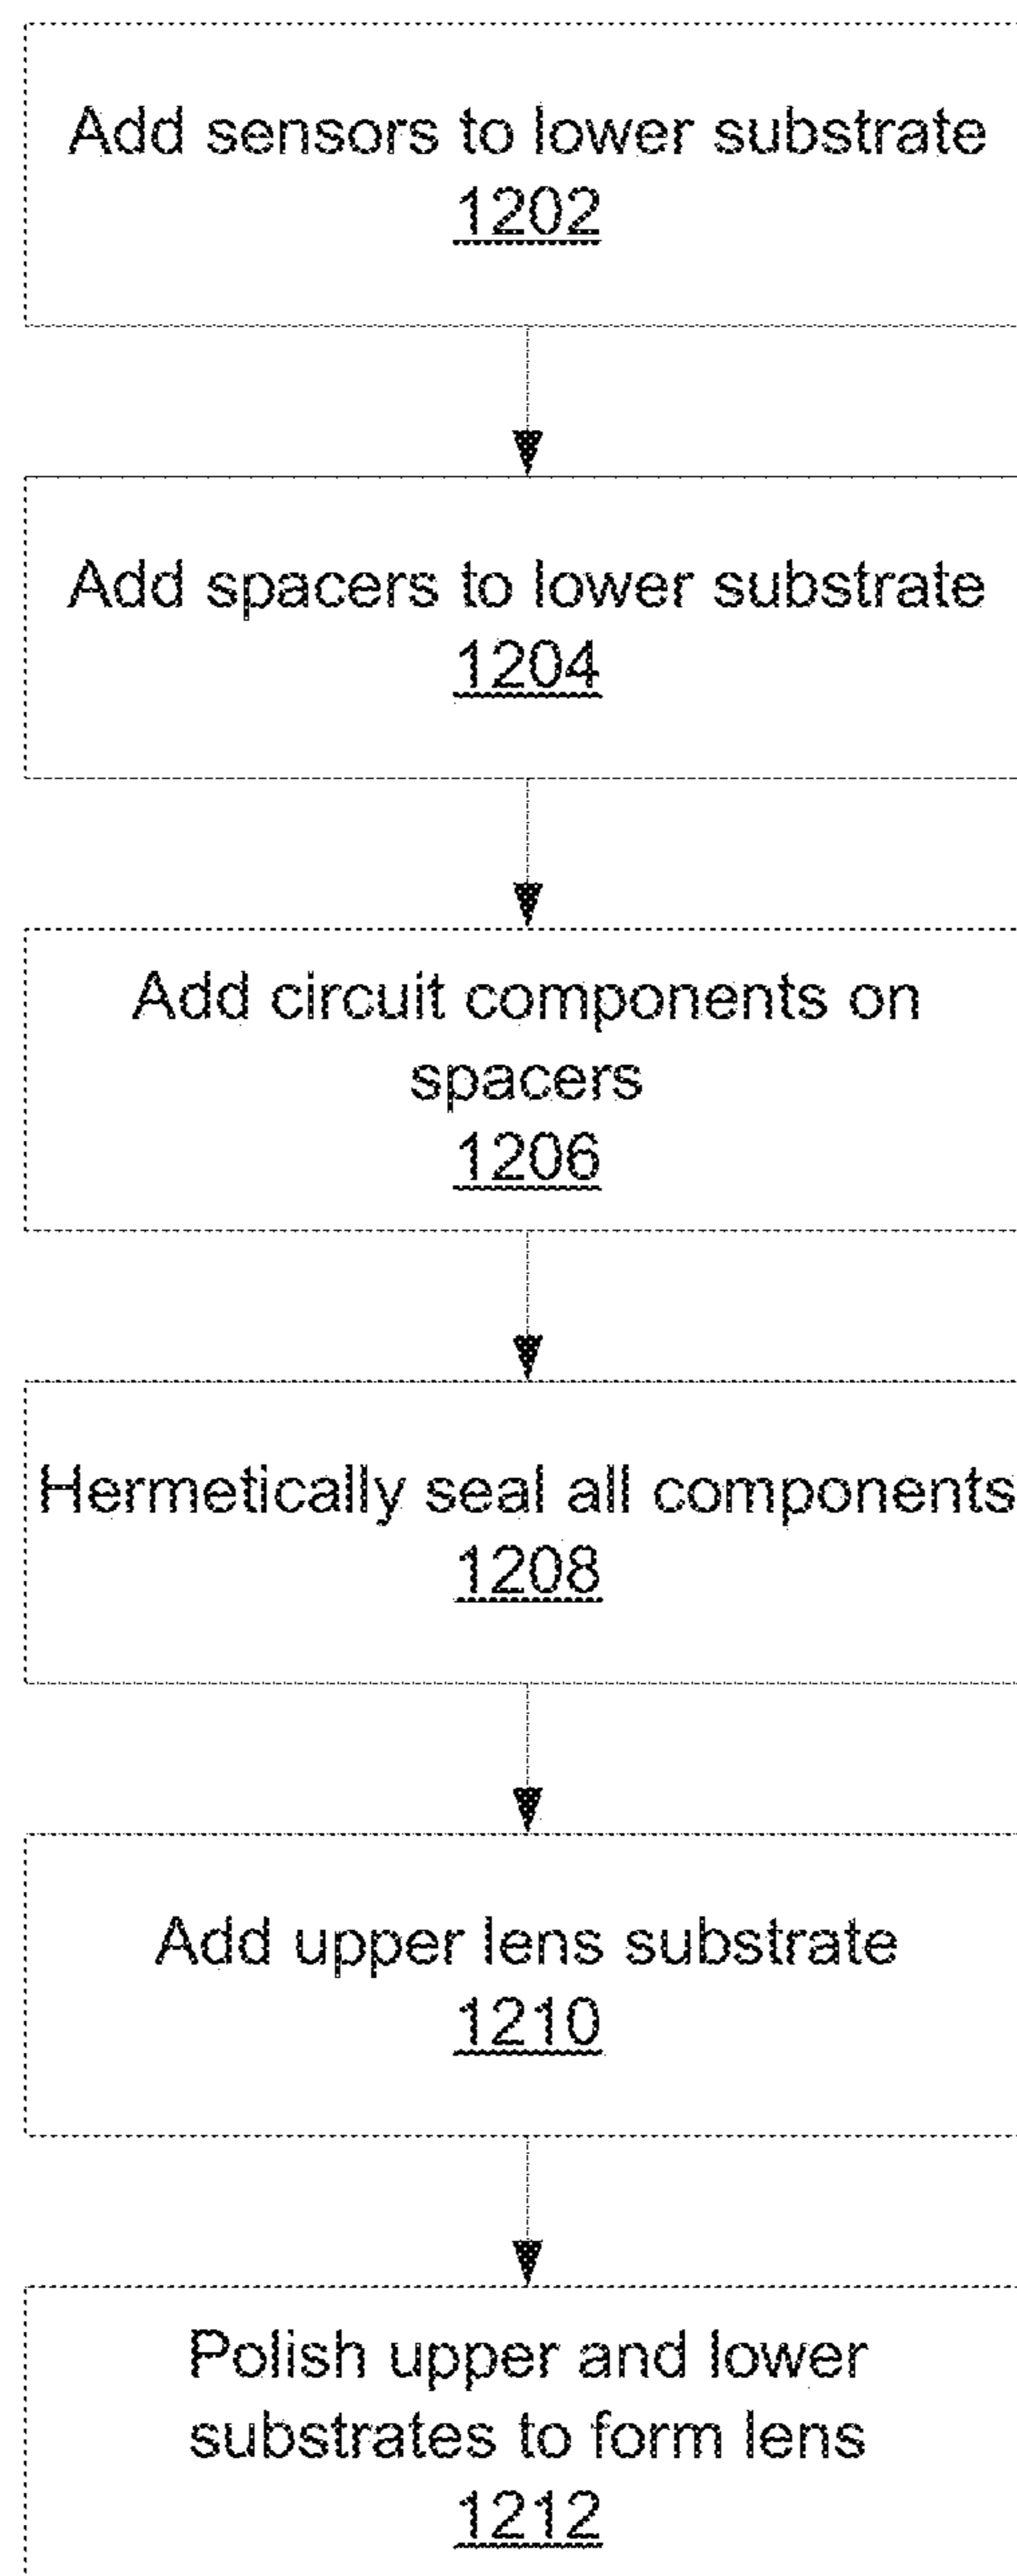 Add sensors to lower substrate
1202
Add spacers to lower substrate
1204
Add circuit components on
spacers
1206
Hermetically seal all components
1208
Add upper lens substrate
1210
Polish upper and lower
substrates to form lens
1212